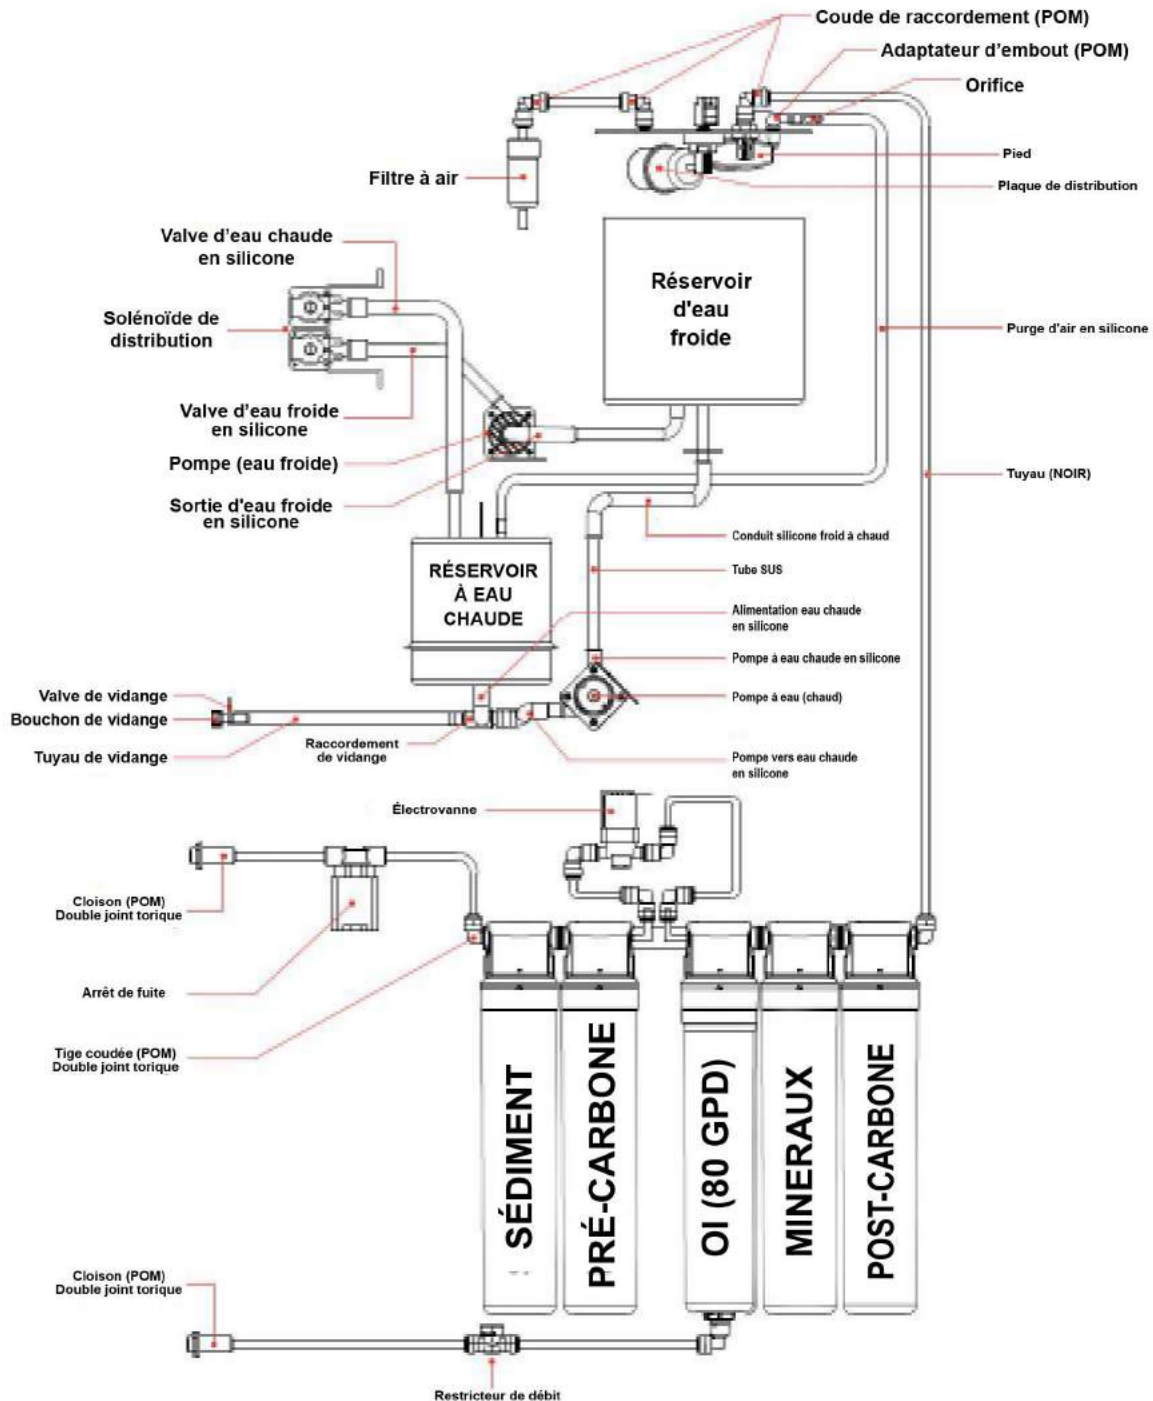 Coude de raccordement (POM)
Adaptateur d'embout (POM)
Orifice
Pied
Filtre à air
Plaque de distribution
Valve d'eau chaude
en silicone
Réservoir
d'eau
froide
Solénoïde de
distribution
Purge d'air en silicone
Valve d'eau froide
en silicone
Pompe (eau froide)
Tuyau (NOIR)
Sortie d'eau froide
en silicone
Conduit silicone froid à chaud
RÉSERVOIR
À EAU
CHAUDE
Tube SUS
Alimentation eau chaude
en silicone
Pompe à eau chaude en silicone
Valve de vidange
Pompe à eau (chaud)
Bouchon de vidange
Tuyau de vidange
Raccordement
de vidange
Pompe vers eau chaude
en silicone
Électrovanne
Cloison (POM)
Double joint torique
Arrêt de fuite
Tige coudée (POM)
Double joint torique
SÉDIMENT
PRÉ-CARBONE
OI (80 GPD)
MINERAUX
POST-CARBONE
Cloison (POM)
Double joint torique
Restricteur de débit